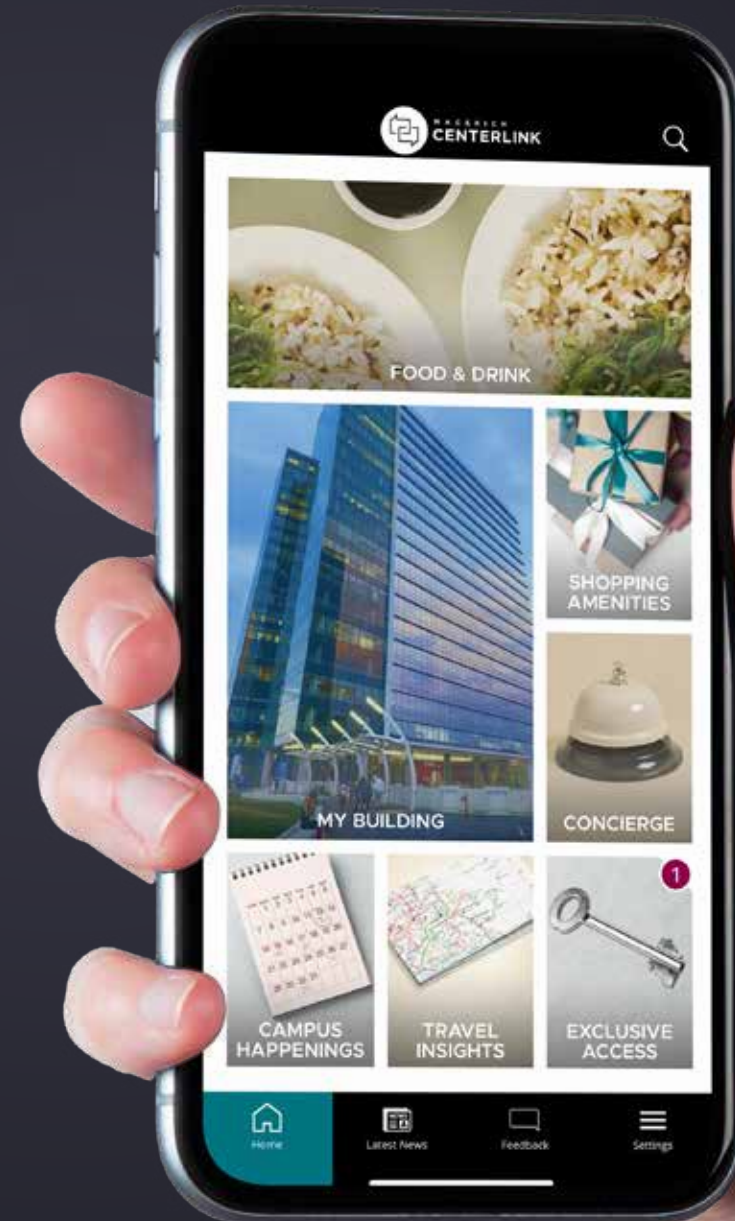 MACERICH
CENTERLINK
FOOD & DRINK
MY BUILDING
SHOPPING
AMENITIES
CONCIERGE
1
CAMPUS
HAPPENINGS
TRAVEL
INSIGHTS
EXCLUSIVE
ACCESS
Home
Latest News
Feedback
Settings